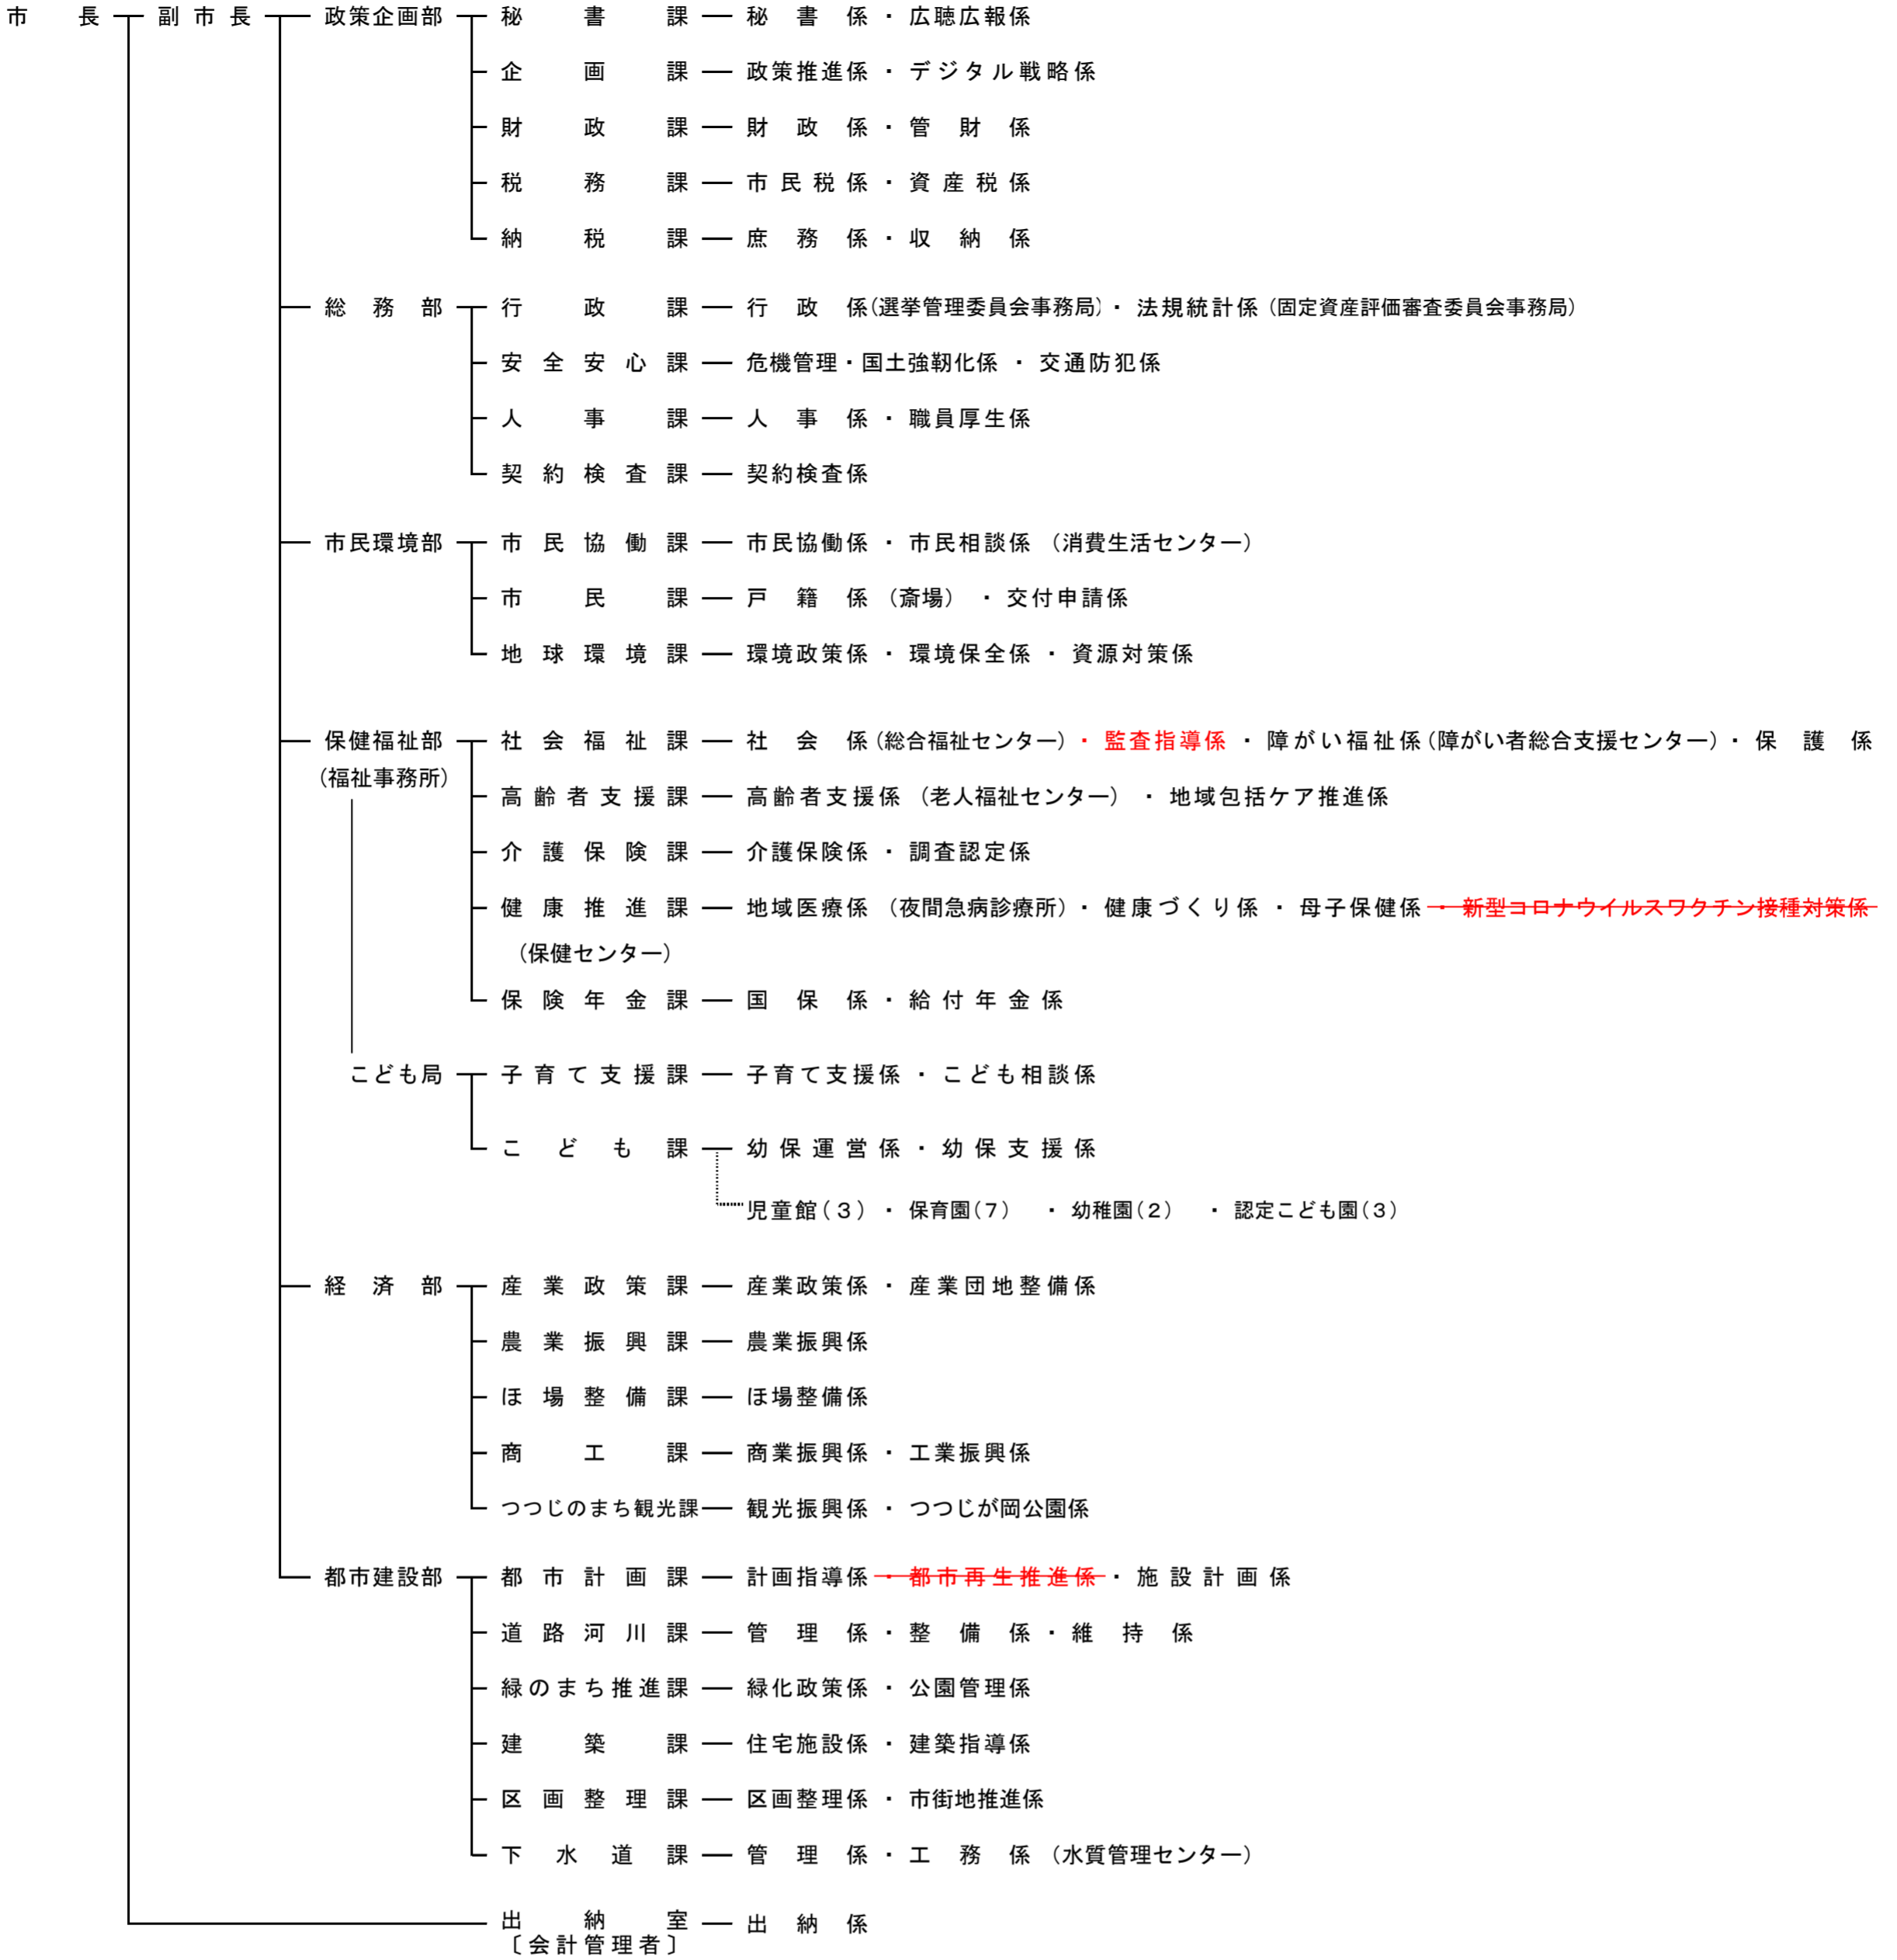 市長 副市長 政策企画部 秘書課 秘書係・広聴広報係
企画課 政策推進係・デジタル戦略係
財政課 財政係・管財係
税務課 市民税係・資産税係
納税課 庶務係・収納係
総務部 行政課 行政係(選挙管理委員会事務局)・法規統計係(固定資産評価審査委員会事務局)
安全安心課 危機管理・国土強靭化係・交通防犯係
人事課 人事係・職員厚生係
契約検査課 契約検査係
市民環境部 市民協働課 市民協働係・市民相談係(消費生活センター)
市民課 戸籍係(斎場)・交付申請係
地球環境課 環境政策係・環境保全係・資源対策係
保健福祉部 社会福祉課 社会係(総合福祉センター)・監査指導係・障がい福祉係(障がい者総合支援センター)・保護係
(福祉事務所)
高齢者支援課 高齢者支援係(老人福祉センター)・地域包括ケア推進係
介護保険課 介護保険係・調査認定係
健康推進課 地域医療係(夜間急病診療所)・健康づくり係・母子保健係・新型コロナウイルスワクチン接種対策係
(保健センター)
保険年金課 国保係・給付年金係
こども局 子育て支援課 子育て支援係・こども相談係
こども課 幼保運営係・幼保支援係
児童館(3)・保育園(7)・幼稚園(2)・認定こども園(3)
経済部 産業政策課 産業政策係・産業団地整備係
農業振興課 農業振興係
ほ場整備課 ほ場整備係
商工課 商業振興係・工業振興係
つつじのまち観光課 観光振興係・つつじが岡公園係
都市建設部 都市計画課 計画指導係・都市再生推進係・施設計画係
道路河川課 管理係・整備係・維持係
緑のまち推進課 緑化政策係・公園管理係
建築課 住宅施設係・建築指導係
区画整理課 区画整理係・市街地推進係
下水道課 管理係・工務係(水質管理センター)
出納室 出納係
〔会計管理者〕